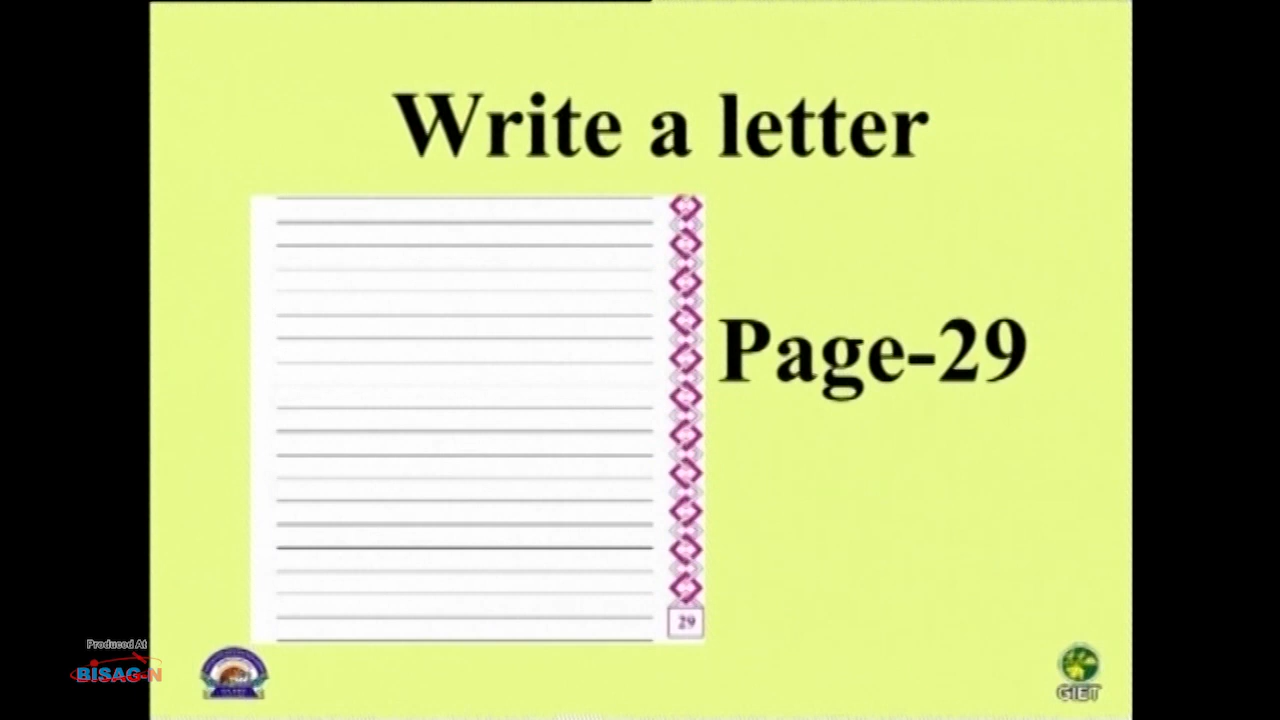 Write a letter
Page-29
29
Produced At
BISAG-N
GIET